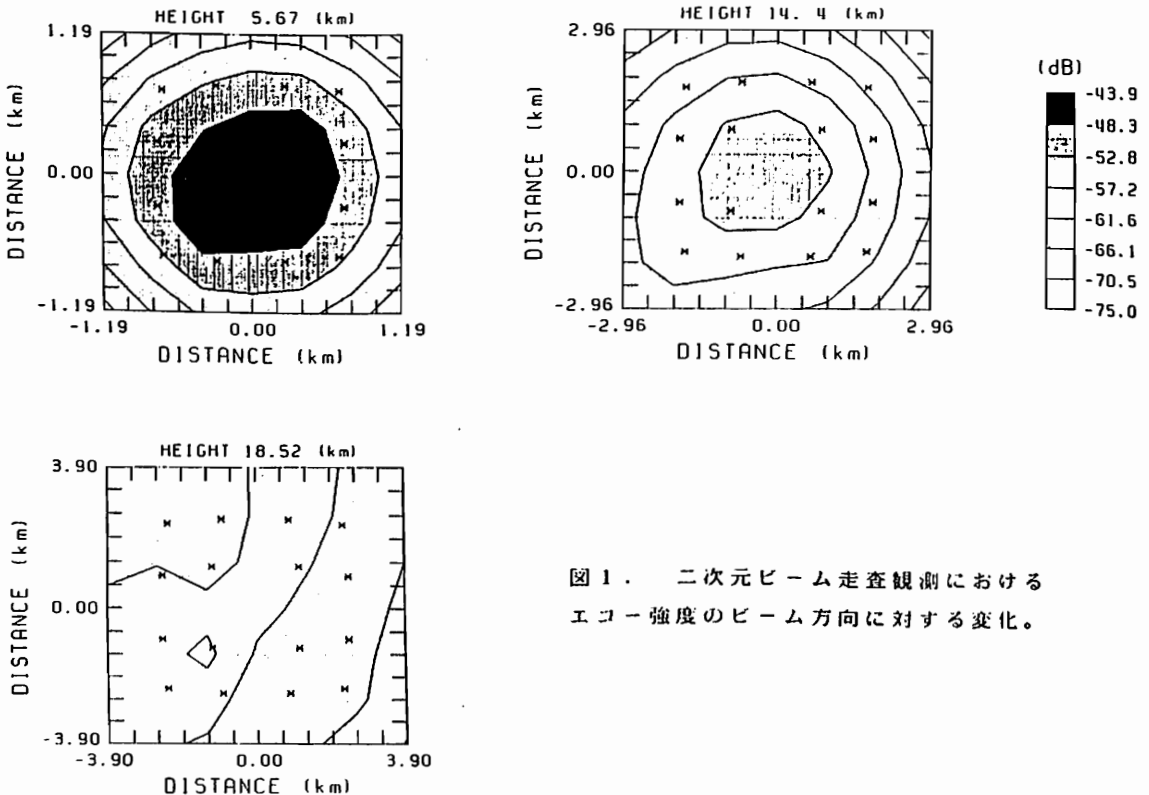 HEIGHT 5.67 (km)
1.19
0.00
-1.19
DISTANCE (km)
-1.19 0.00 1.19
DISTANCE (km)
HEIGHT 14. 4 (km)
2.96
0.00
-2.96
DISTANCE (km)
-2.96 0.00 2.96
DISTANCE (km)
(dB)
-43.9
-48.3
-52.8
-57.2
-61.6
-66.1
-70.5
-75.0
HEIGHT 18.52 (km)
3.90
0.00
-3.90
DISTANCE (km)
-3.90 0.00 3.90
DISTANCE (km)
図1. 二次元ビーム走査観測における
エコー強度のビーム方向に対する変化。